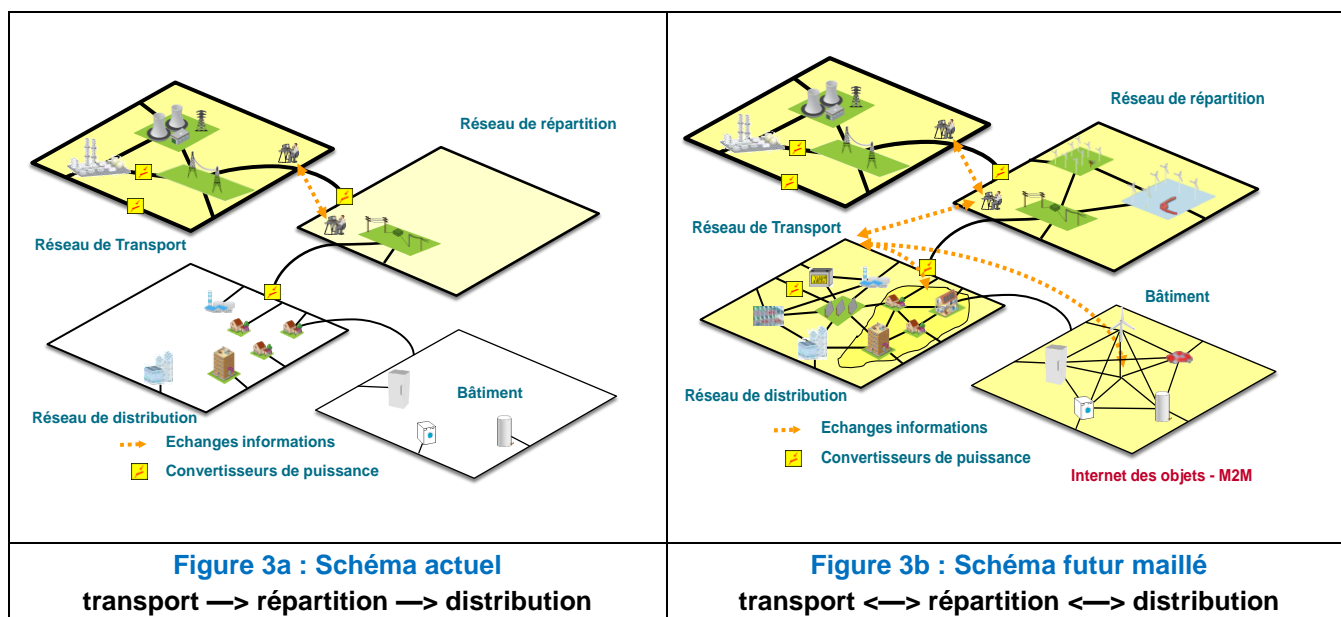 Réseau de répartition
Réseau de Transport
Réseau de distribution
Bâtiment
Echanges informations
Convertisseurs de puissance
Figure 3a : Schéma actuel
transport —> répartition —> distribution
Réseau de répartition
Réseau de Transport
Bâtiment
Réseau de distribution
Echanges informations
Convertisseurs de puissance
Internet des objets - M2M
Figure 3b : Schéma futur maillé
transport <—> répartition <—> distribution